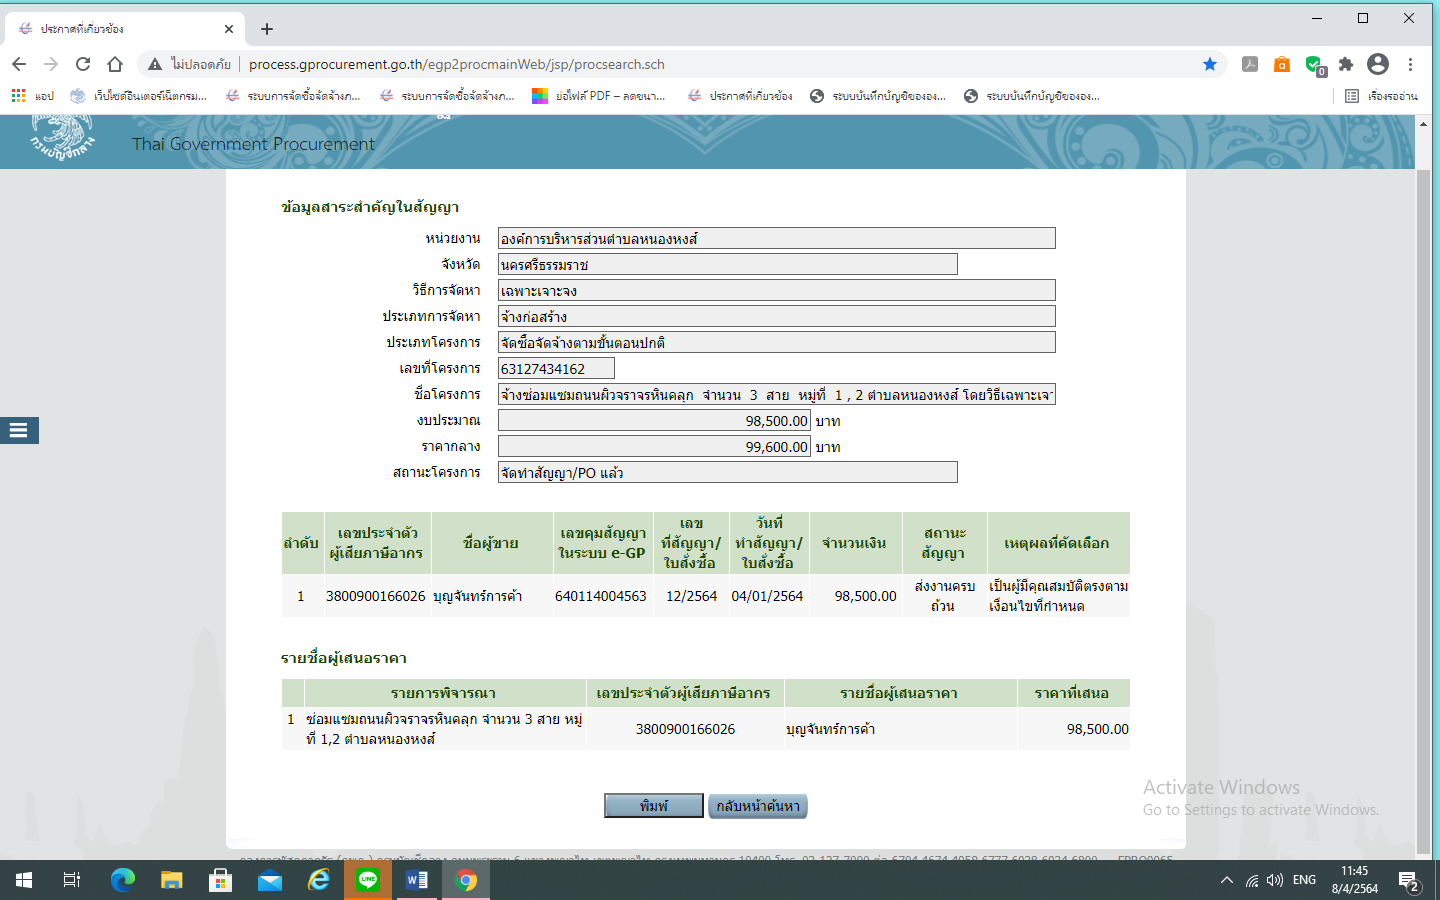 ประกาศที่เกี่ยวข้อง
ไม่ปลอดภัย process.gprocurement.go.th/egp2procmainWeb/jsp/procsearch.sch
แอป เว็บไซต์อินเตอร์เน็ตกรม... ระบบการจัดซื้อจัดจ้างภ... ระบบการจัดซื้อจัดจ้างภ... ย่อไฟล์ PDF – ลดขนา... ประกาศที่เกี่ยวข้อง ระบบบันทึกบัญชีขององ... ระบบบันทึกบัญชีขององ... เรื่องรออ่าน
กรมบัญชีกลาง
Thai Government Procurement
ข้อมูลสาระสำคัญในสัญญา
หน่วยงาน องค์การบริหารส่วนตำบลหนองหงส์
จังหวัด นครศรีธรรมราช
วิธีการจัดหา เฉพาะเจาะจง
ประเภทการจัดหา จ้างก่อสร้าง
ประเภทโครงการ จัดซื้อจัดจ้างตามขั้นตอนปกติ
เลขที่โครงการ 63127434162
ชื่อโครงการ จ้างซ่อมแซมถนนผิวจราจรหินคลุก จำนวน 3 สาย หมู่ที่ 1 , 2 ตำบลหนองหงส์ โดยวิธีเฉพาะเจา
งบประมาณ 98,500.00 บาท
ราคากลาง 99,600.00 บาท
สถานะโครงการ จัดทำสัญญา/PO แล้ว
ลำดับ เลขประจำตัว ผู้เสียภาษีอากร ชื่อผู้ขาย เลขคุมสัญญา ในระบบ e-GP เลข ที่สัญญา/ ใบสั่งซื้อ วันที่ ทำสัญญา/ ใบสั่งซื้อ จำนวนเงิน สถานะ สัญญา เหตุผลที่คัดเลือก
1 3800900166026 บุญจันทร์การค้า 640114004563 12/2564 04/01/2564 98,500.00 ส่งงานครบ ถ้วน เป็นผู้มีคุณสมบัติตรงตาม เงื่อนไขที่กำหนด
รายชื่อผู้เสนอราคา
รายการพิจารณา เลขประจำตัวผู้เสียภาษีอากร รายชื่อผู้เสนอราคา ราคาที่เสนอ
1 ซ่อมแซมถนนผิวจราจรหินคลุก จำนวน 3 สาย หมู่ ที่ 1,2 ตำบลหนองหงส์ 3800900166026 บุญจันทร์การค้า 98,500.00
พิมพ์ กลับหน้าค้นหา
Activate Windows
Go to Settings to activate Windows.
ENG 11:45
8/4/2564 2